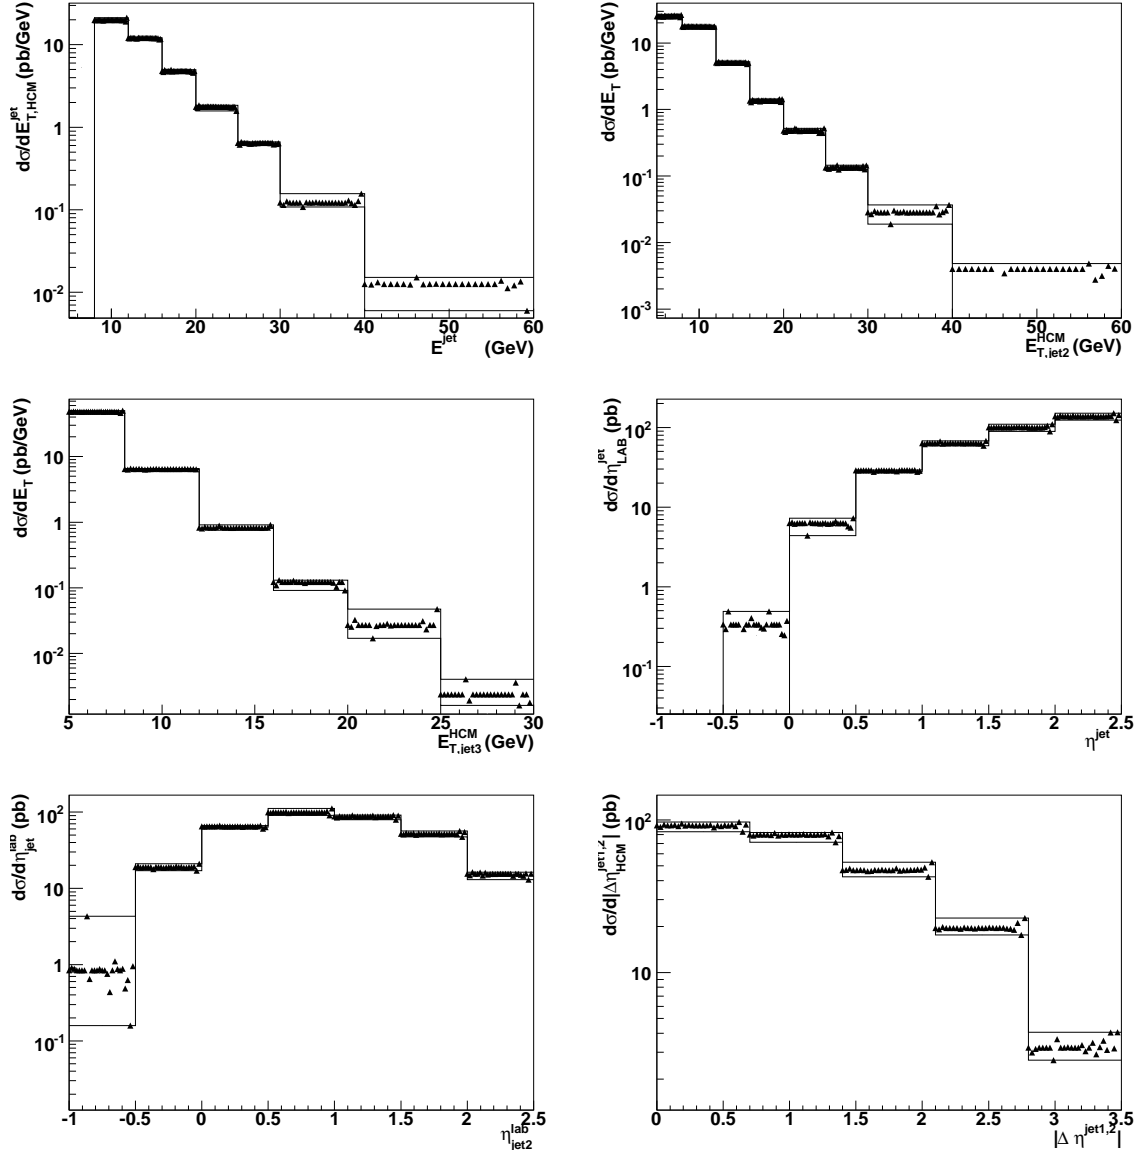 dσ/dE^jet_T,HCM (pb/GeV)
10
1
10^-1
10^-2
10 20 30 40 50 60
E^jet (GeV)
dσ/dE_T (pb/GeV)
10
1
10^-1
10^-2
10^-3
10 20 30 40 50 60
E^HCM_T,jet2 (GeV)
dσ/dE_T (pb/GeV)
10
1
10^-1
10^-2
5 10 15 20 25 30
E^HCM_T,jet3 (GeV)
dσ/dη^jet_LAB (pb)
10^2
10
1
10^-1
-1 -0.5 0 0.5 1 1.5 2 2.5
η^jet
dσ/dη^lab_jet (pb)
10^2
10
1
10^-1
-1 -0.5 0 0.5 1 1.5 2 2.5
η^lab_jet2
dσ/d|Δη^jet1,2_HCM| (pb)
10^2
10
0 0.5 1 1.5 2 2.5 3 3.5
|Δ η^jet1,2|